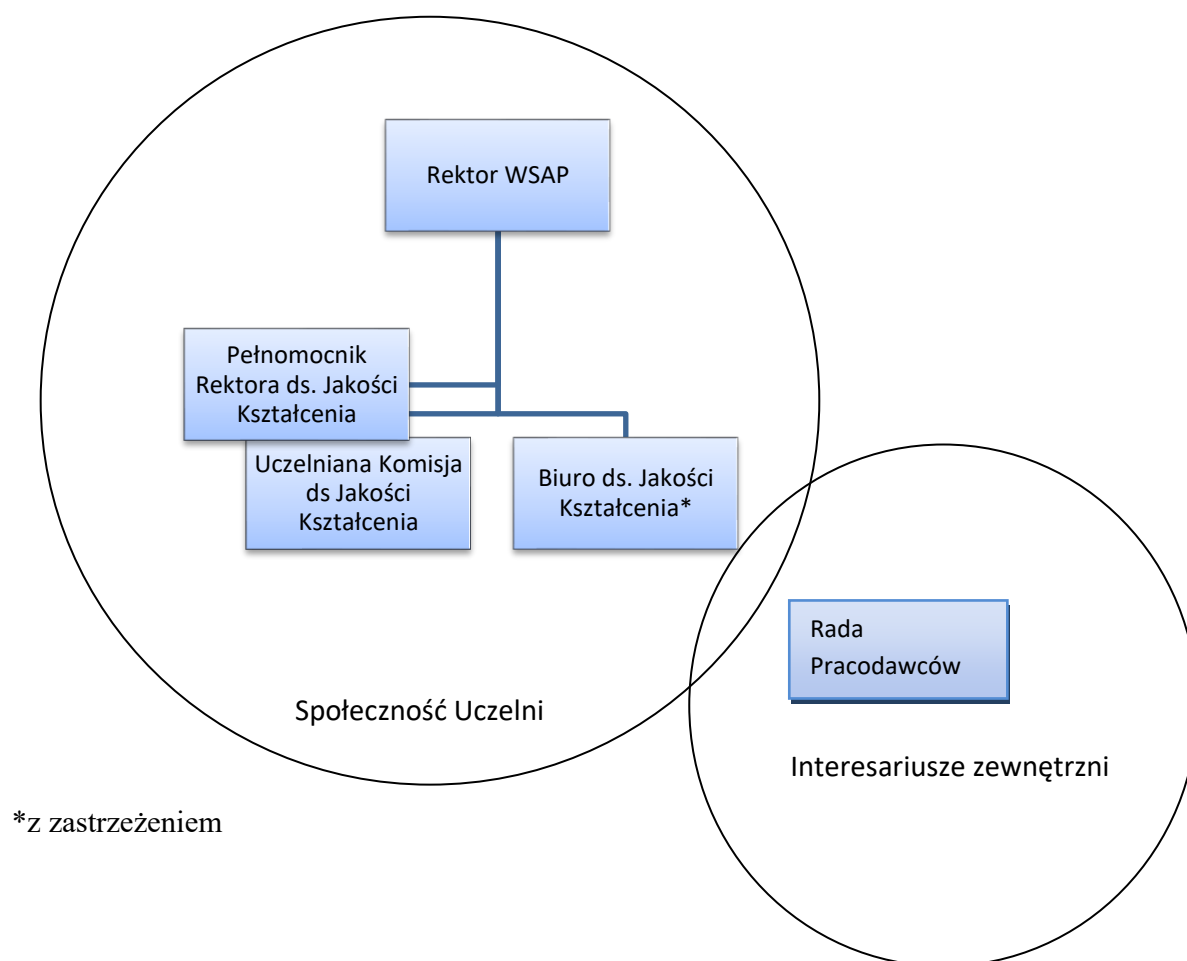 Rektor WSAP
Pełnomocnik
Rektora ds. Jakości
Kształcenia
Uczelniana Komisja
ds Jakości
Kształcenia
Biuro ds. Jakości
Kształcenia*
Rada
Pracodawców
Społeczność Uczelni
Interesariusze zewnętrzni
*z zastrzeżeniem